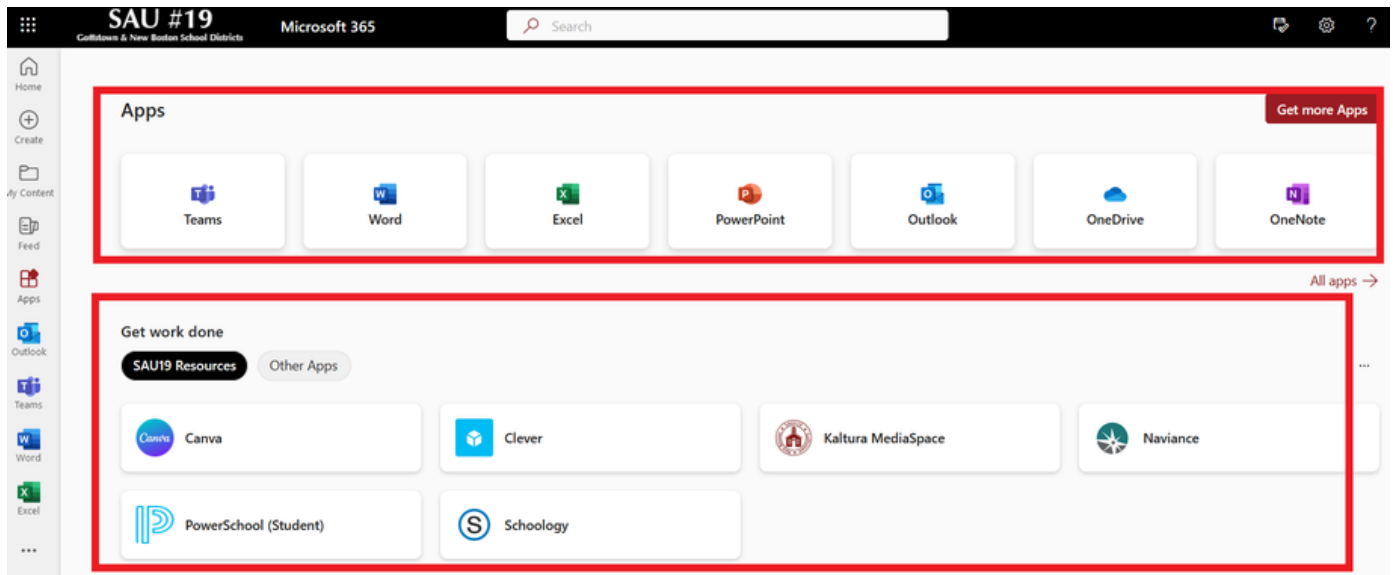 SAU #19
Goffstown & New Boston School Districts
Microsoft 365
Search
?
Home
Create
My Content
Feed
Apps
Outlook
Teams
Word
Excel
...
Apps
Get more Apps
Teams
Word
Excel
PowerPoint
Outlook
OneDrive
OneNote
All apps →
Get work done
SAU19 Resources
Other Apps
...
Canva
Canva
Clever
Kaltura MediaSpace
Naviance
PowerSchool (Student)
S
Schoology